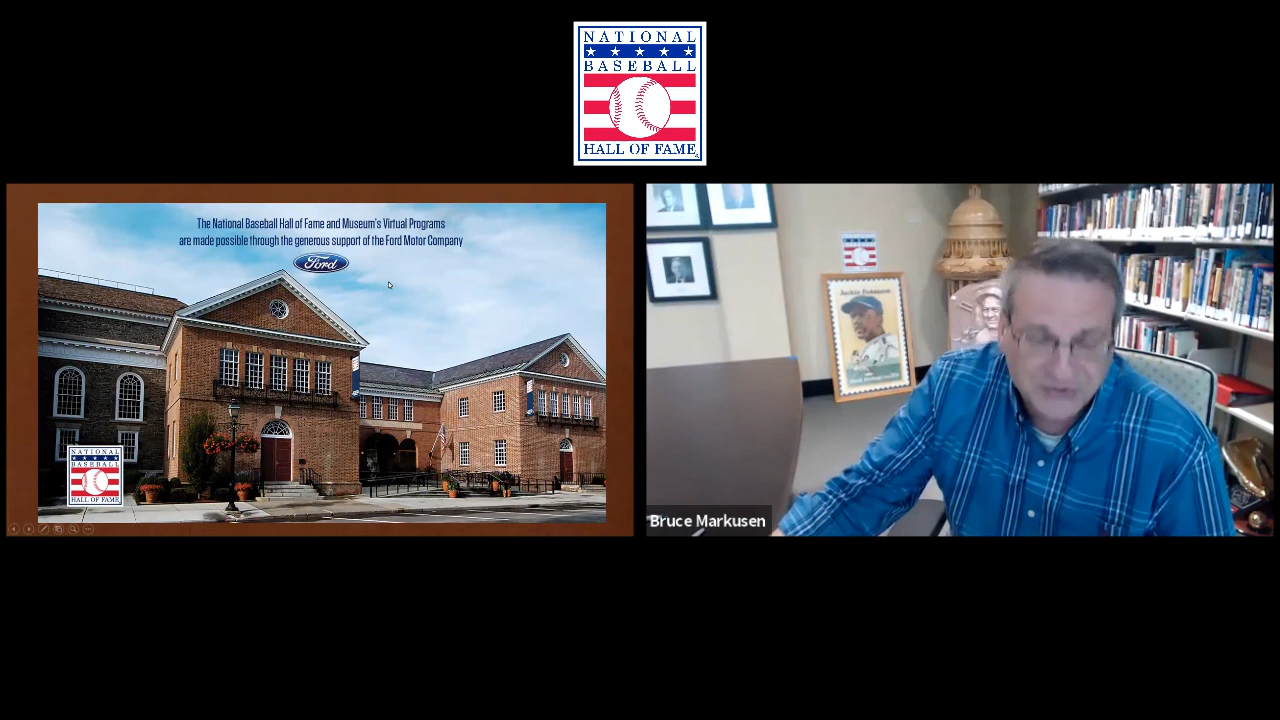 NATIONAL
BASEBALL
HALL OF FAME
The National Baseball Hall of Fame and Museum's Virtual Programs
are made possible through the generous support of the Ford Motor Company
Ford
NATIONAL
BASEBALL
HALL OF FAME
Jackie Robinson
Bruce Markusen